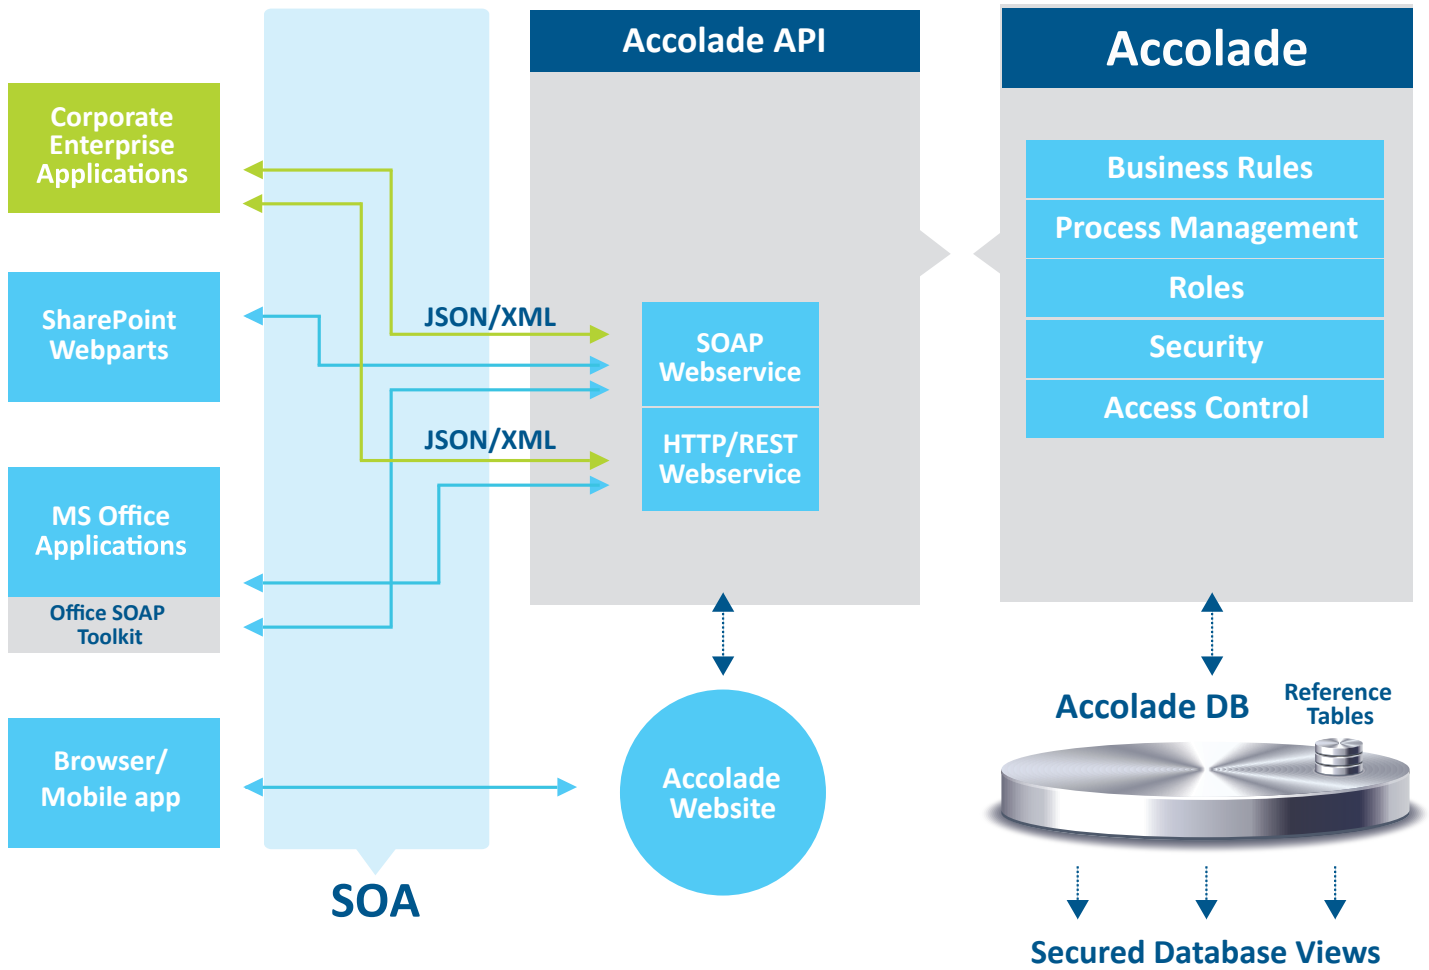 Corporate
Enterprise
Applications
SharePoint
Webparts
MS Office
Applications
Office SOAP
Toolkit
Browser/
Mobile app
SOA
Accolade API
JSON/XML
JSON/XML
SOAP
Webservice
HTTP/REST
Webservice
Accolade
Website
Accolade
Business Rules
Process Management
Roles
Security
Access Control
Accolade DB
Reference
Tables
Secured Database Views